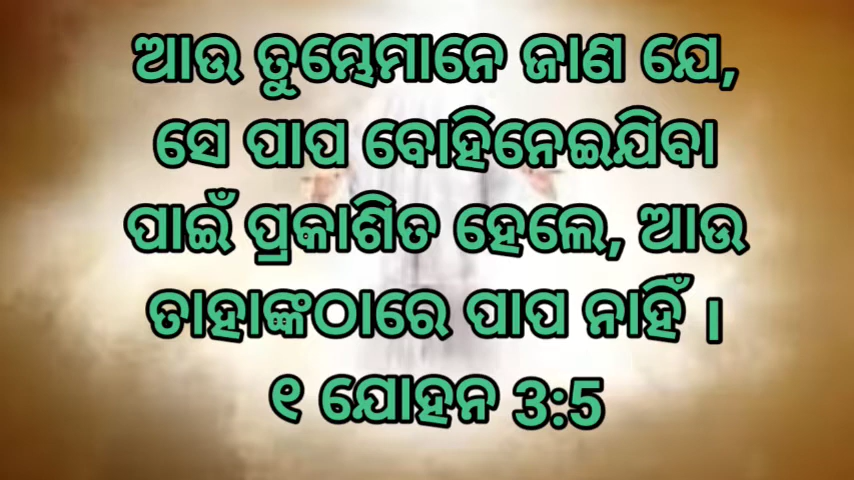 ଆଉ ତୁମ୍ଭେମାନେ ଜାଣ ଯେ,
ସେ ପାପ ବୋହିନେଇଯିବା
ପାଇଁ ପ୍ରକାଶିତ ହେଲେ, ଆଉ
ତାହାଙ୍କଠାରେ ପାପ ନାହିଁ ।
୧ ଯୋହନ 3:5